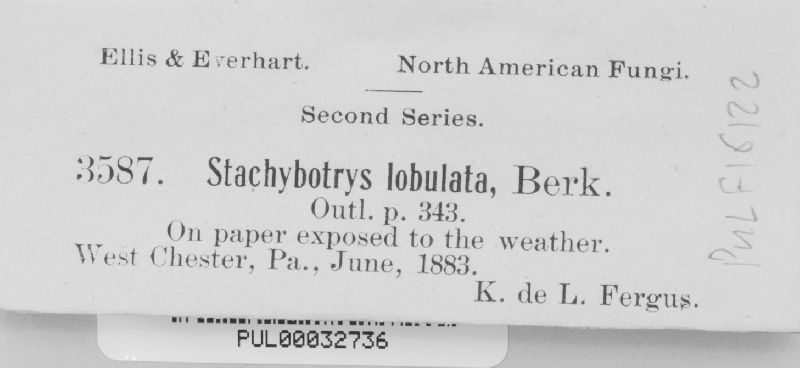 Ellis & Everhart. North American Fungi.
Second Series.
3587. Stachybotrys lobulata, Berk.
Outl. p. 343.
On paper exposed to the weather.
West Chester, Pa., June, 1883.
K. de L. Fergus.
PUL F19122
PUL00032736